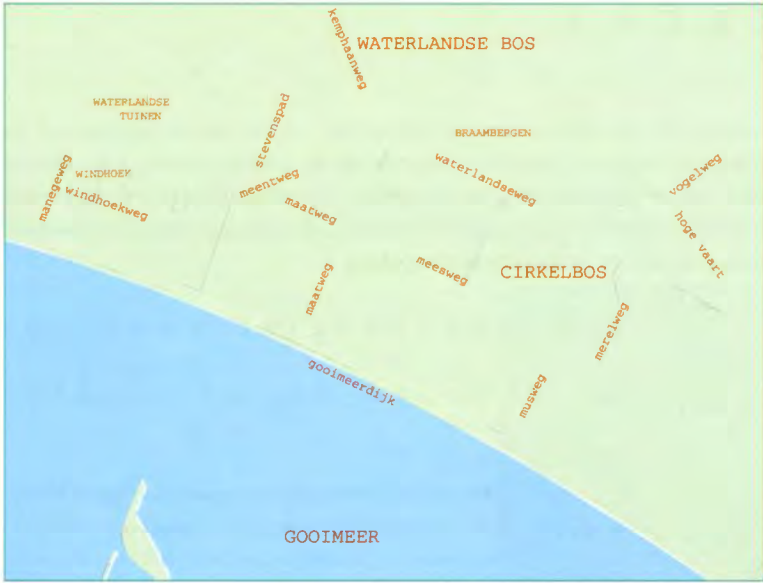 kemphaanweg
WATERLANDSE BOS
WATERLANDSE
TUINEN
stevenspad
BRAAMBERGEN
manegeweg
WINDHOEK
windhoekweg
meentweg
maatweg
waterlandseweg
vogelweg
hoge vaart
maatweg
meesweg
CIRKELBOS
merelweg
gooimeerdijk
musweg
GOOIMEER